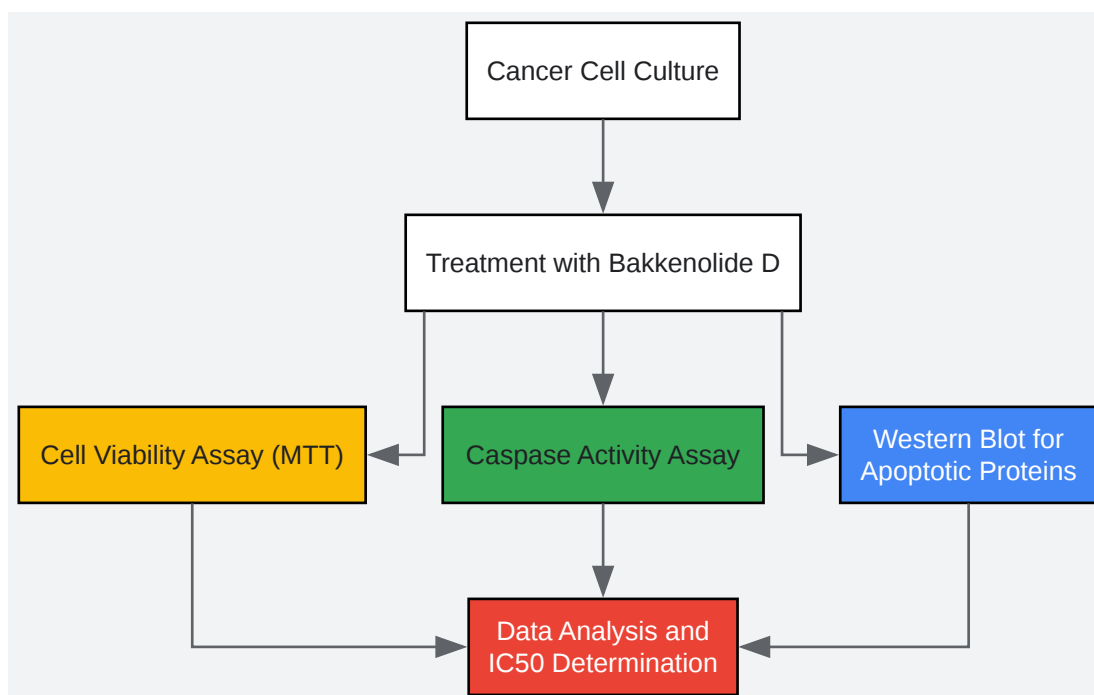 Cancer Cell Culture
Treatment with Bakkenolide D
Cell Viability Assay (MTT)
Caspase Activity Assay
Western Blot for
Apoptotic Proteins
Data Analysis and
IC50 Determination